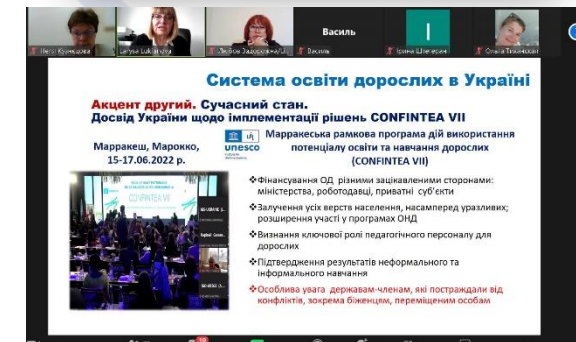 Василь
Larysa Lukianova
Василь
Система освіти дорослих в Україні
Акцент другий. Сучасний стан.
Досвід України щодо імплементації рішень CONFINTEA VII
Марракеш, Марокко,
15-17.06.2022 р.
unesco
Марракеська рамкова програма дій використання
потенціалу освіти та навчання дорослих
(CONFINTEA VII)
❖Фінансування ОД різними зацікавленими сторонами:
міністерства, роботодавці, приватні суб'єкти
❖Залучення усіх верств населення, насамперед уразливих;
розширення участі у програмах ОНД
❖Визнання ключової ролі педагогічного персоналу для
дорослих
❖Підтвердження результатів неформального та
інформального навчання
❖Особлива увага державам-членам, які постраждали від
конфліктів, зокрема біженцям, переміщеним особам
CONFINTEA VII